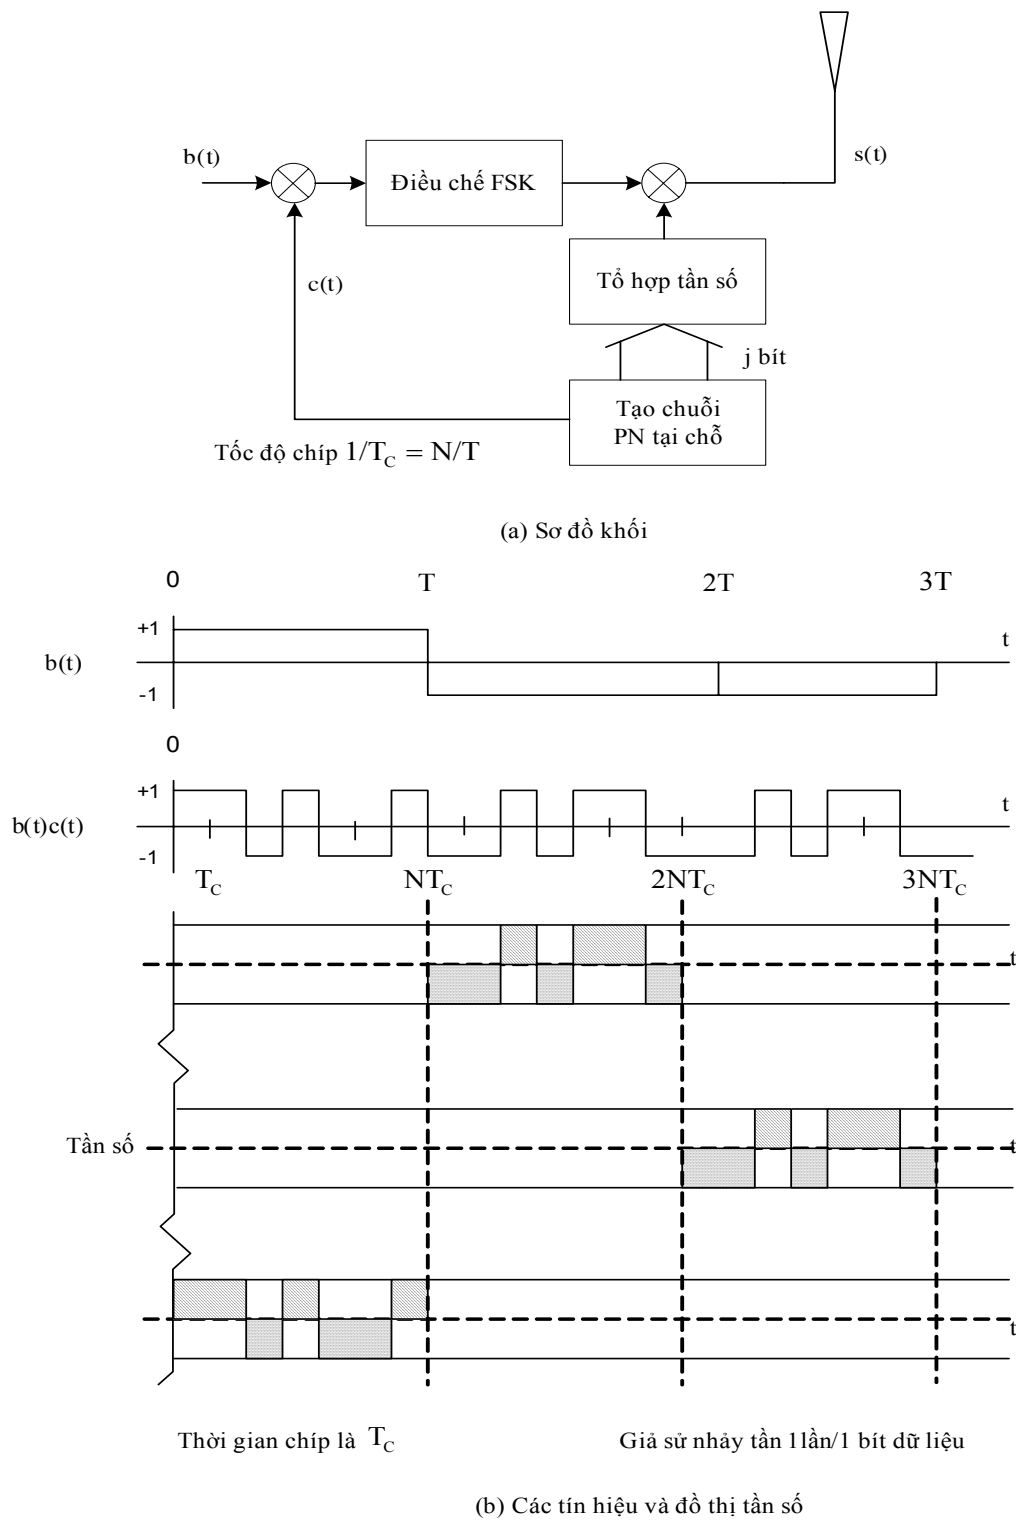 b(t)
Điều chế FSK
s(t)
c(t)
Tổ hợp tần số
j bít
Tạo chuỗi
PN tại chỗ
Tốc độ chíp 1/T_C = N/T
(a) Sơ đồ khối
0 T 2T 3T
+1
t
b(t)
-1
0
+1
t
b(t)c(t)
-1
T_C NT_C 2NT_C 3NT_C
t
Tần số
t
t
Thời gian chíp là T_C
Giả sử nhảy tần 1lần/1 bit dữ liệu
(b) Các tín hiệu và đồ thị tần số